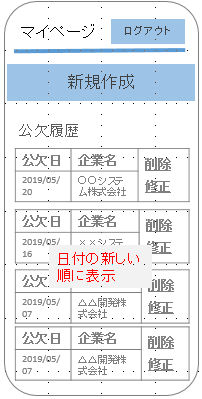 マイページ
ログアウト
新規作成
公欠履歴
公欠日 企業名 削除
2019/05/ 〇〇システ
20 ム株式会社 修正
公欠日 企業名 削除
2019/05/ ××システ
16 修正
日付の新しい
順に表示
公欠日 企業名 削除
2019/05/ △△開発株
07 式会社 修正
公欠日 企業名 削除
2019/05/ △△開発株
07 式会社 修正